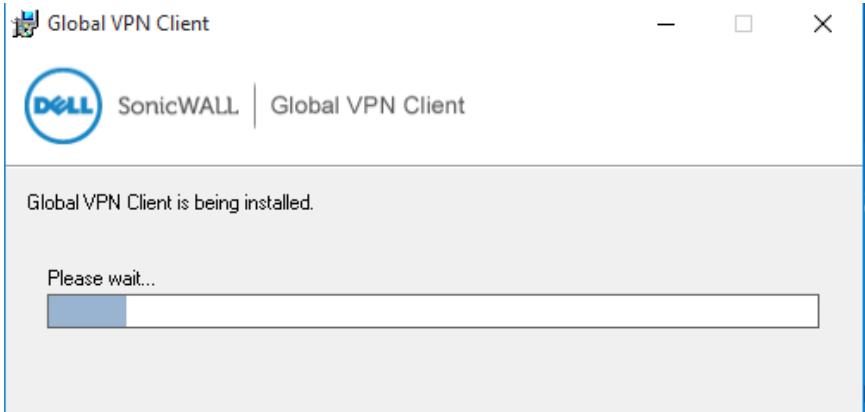 Global VPN Client
DELL SonicWALL Global VPN Client
Global VPN Client is being installed.
Please wait...